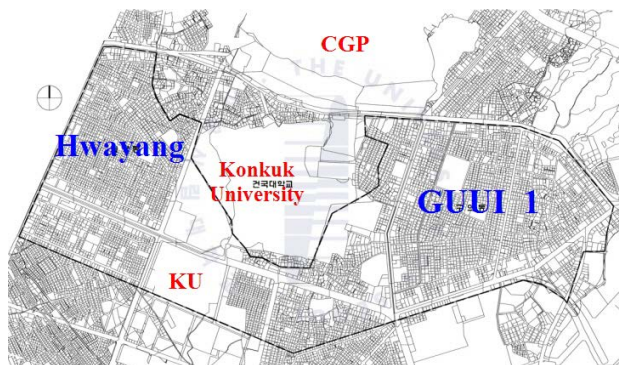 CGP
Hwayang
Konkuk
University
건국대학교
GUUI 1
KU